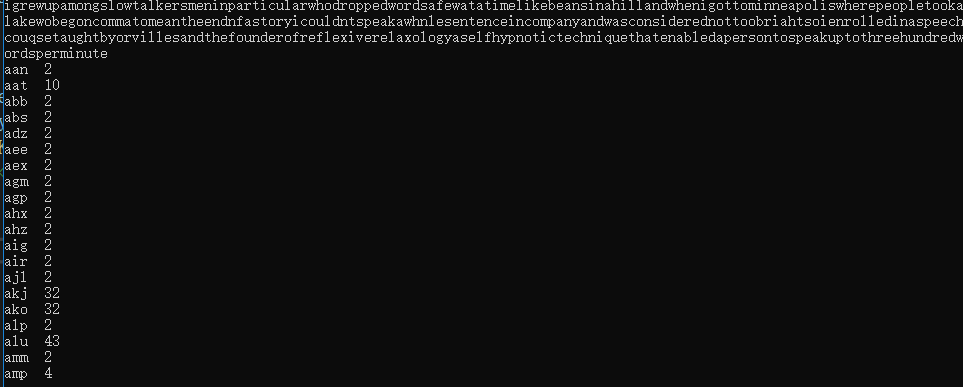 igrewupamongslowtalkersmeninparticularwhodroppedwordsafewatatimelikebeansinahillandwhenigottominneapoliswherepeopletooka
lakewobegoncommatomeantheendnfastoryicouldntspeakawhnlesentenceincompanyandwasconsiderednottoobriahtsoienrolledinaspeech
couqsetaughtbyorvillesandthefounderofreflexiverelaxologyaselfhypnotictechniquethatenabledapersontospeakuptothreehundredw
ordsperminute
aan 2
aat 10
abb 2
abs 2
adz 2
aee 2
aex 2
agm 2
agp 2
ahx 2
ahz 2
aig 2
air 2
ajl 2
akj 32
ako 32
alp 2
alu 43
amm 2
amp 4